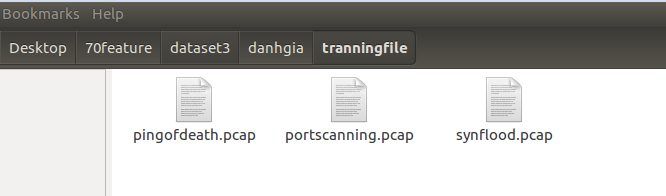 Bookmarks Help
Desktop 70feature dataset3 danhgia tranningfile
pingofdeath.pcap portscanning.pcap synflood.pcap